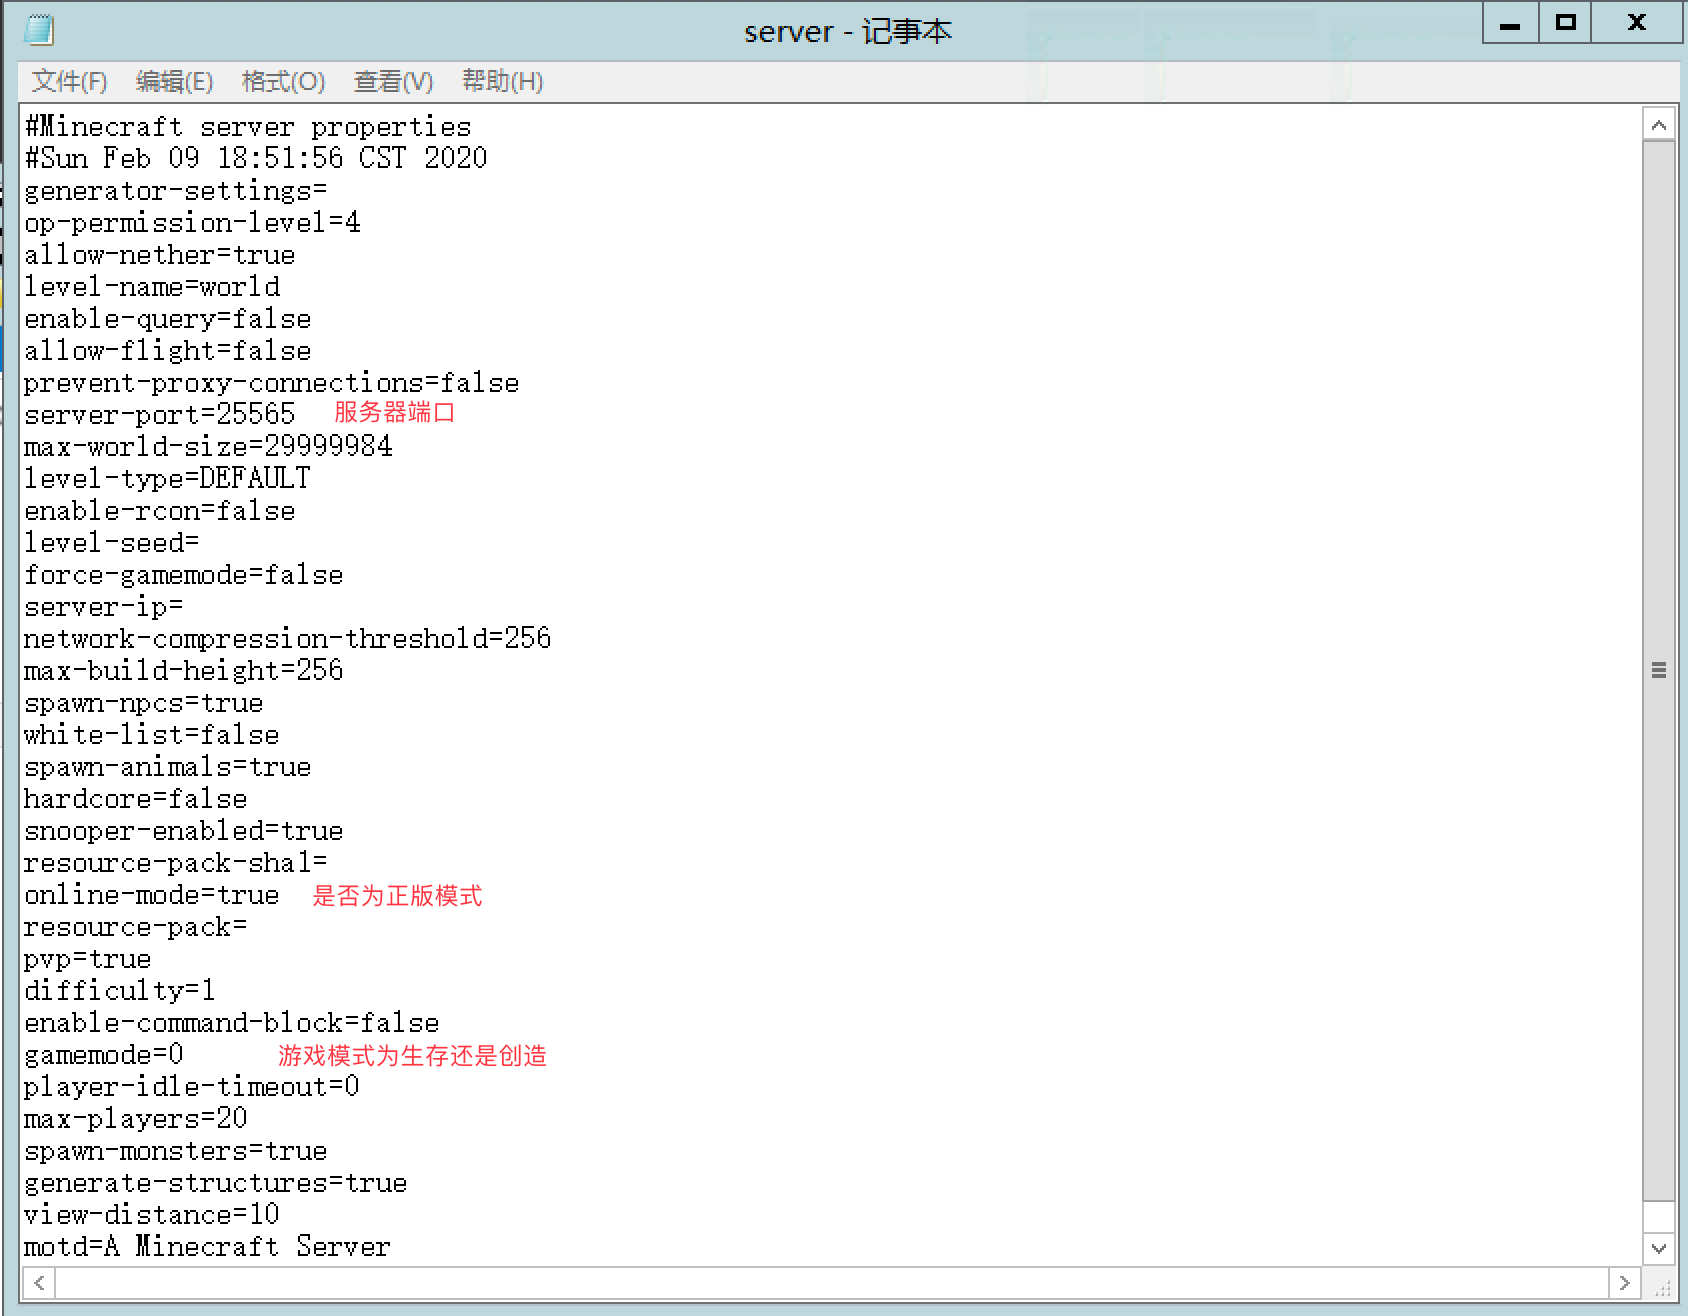 server - 记事本
文件(F) 编辑(E) 格式(O) 查看(V) 帮助(H)
#Minecraft server properties
#Sun Feb 09 18:51:56 CST 2020
generator-settings=
op-permission-level=4
allow-nether=true
level-name=world
enable-query=false
allow-flight=false
prevent-proxy-connections=false
server-port=25565 服务器端口
max-world-size=29999984
level-type=DEFAULT
enable-rcon=false
level-seed=
force-gamemode=false
server-ip=
network-compression-threshold=256
max-build-height=256
spawn-npcs=true
white-list=false
spawn-animals=true
hardcore=false
snooper-enabled=true
resource-pack-sha1=
online-mode=true 是否为正版模式
resource-pack=
pvp=true
difficulty=1
enable-command-block=false
gamemode=0 游戏模式为生存还是创造
player-idle-timeout=0
max-players=20
spawn-monsters=true
generate-structures=true
view-distance=10
motd=A Minecraft Server